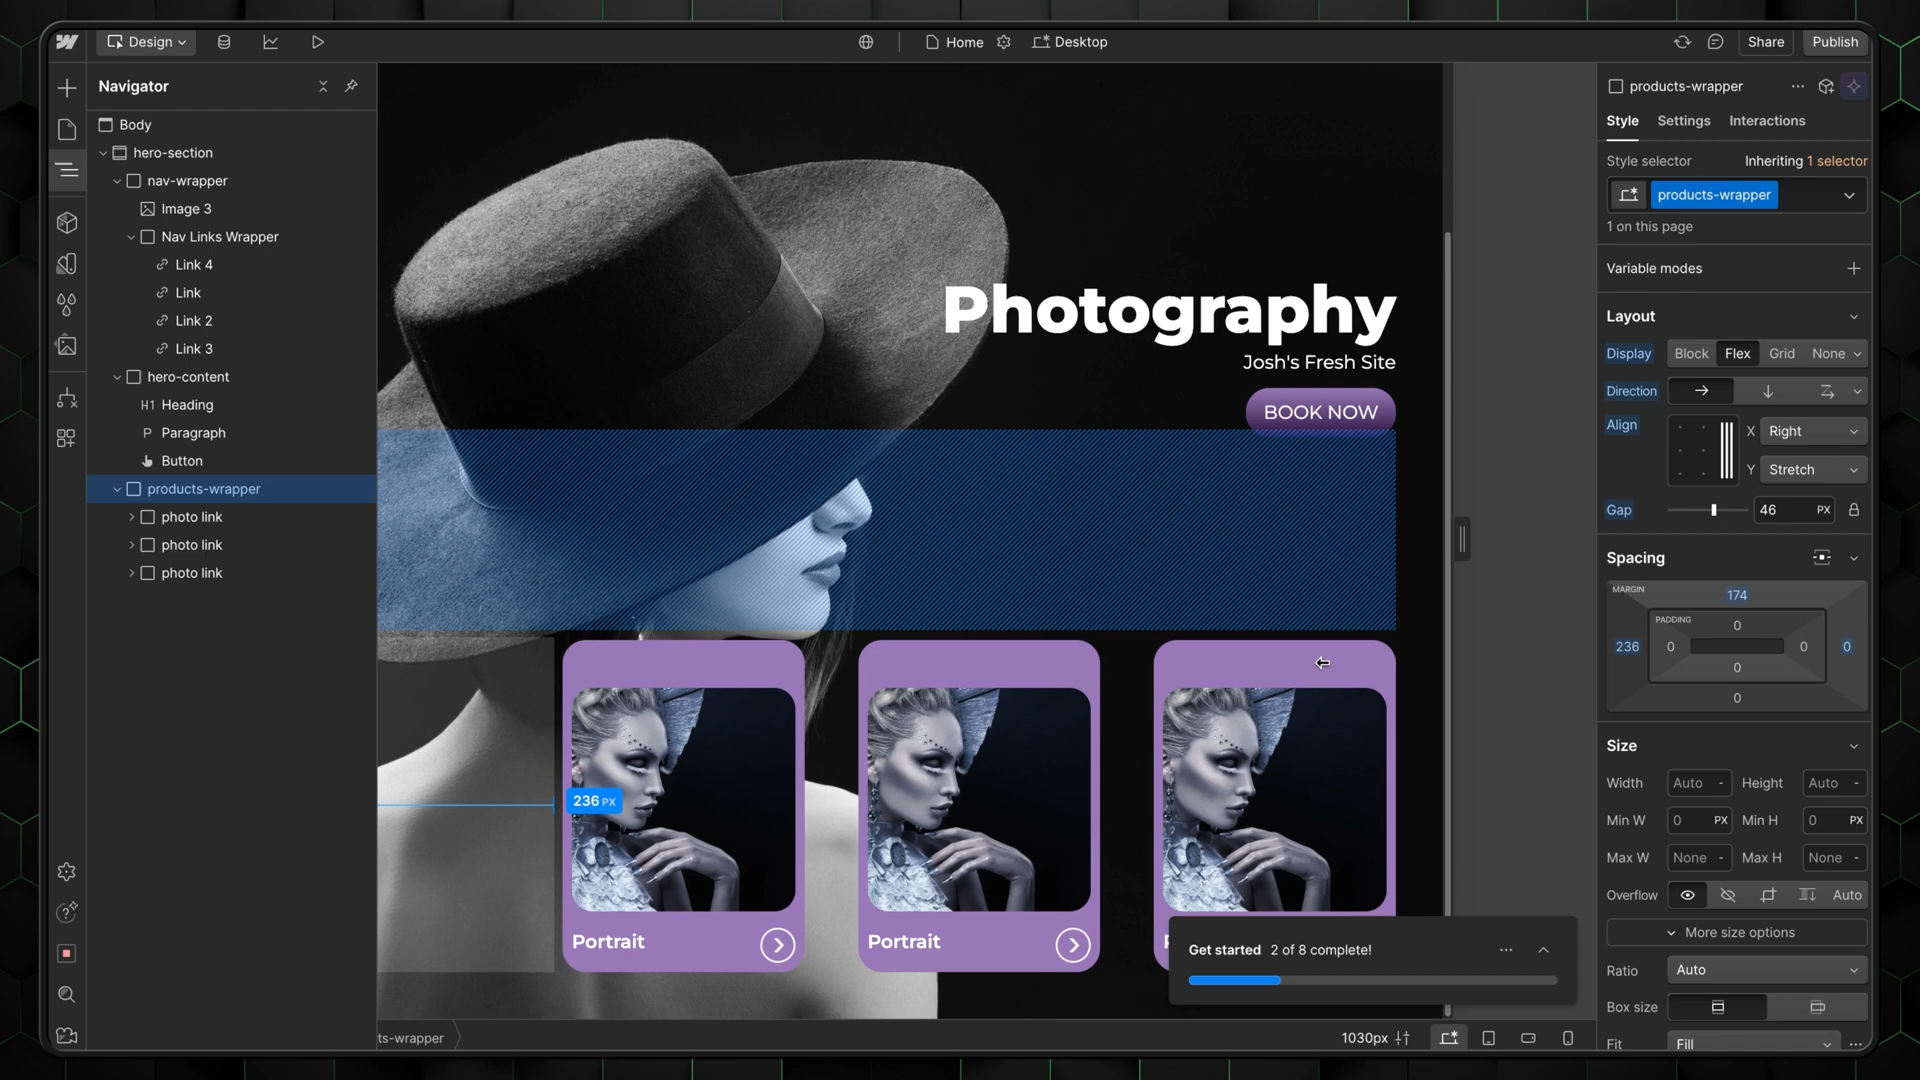 Design
Home
Desktop
Share
Publish
Navigator
Body
hero-section
nav-wrapper
Image 3
Nav Links Wrapper
Link 4
Link
Link 2
Link 3
hero-content
H1 Heading
P Paragraph
Button
products-wrapper
photo link
photo link
photo link
Photography
Josh's Fresh Site
BOOK NOW
236 PX
Portrait
Portrait
Get started 2 of 8 complete!
ts-wrapper
1030px
products-wrapper
Style Settings Interactions
Style selector Inheriting 1 selector
products-wrapper
1 on this page
Variable modes
Layout
Display Block Flex Grid None
Direction
Align X Right
Y Stretch
Gap 46 PX
Spacing
MARGIN 174
PADDING 0
236 0 0 0
0
0
Size
Width Auto - Height Auto -
Min W 0 PX Min H 0 PX
Max W None - Max H None -
Overflow Auto
More size options
Ratio Auto
Box size
Fit Fill